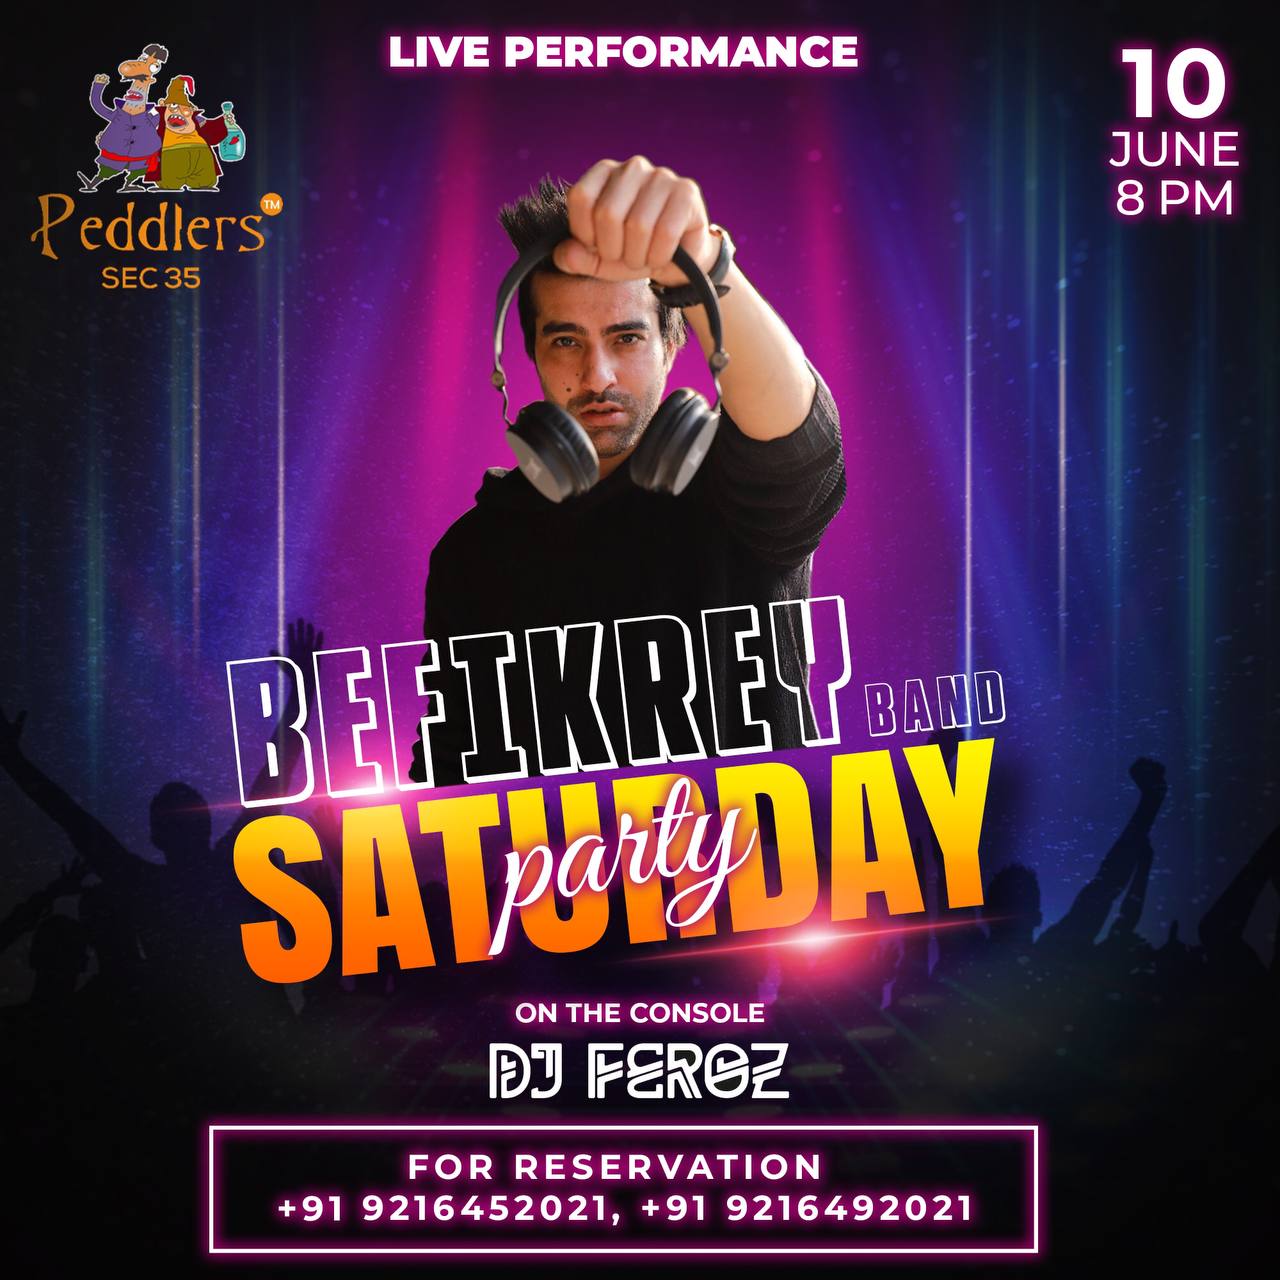 LIVE PERFORMANCE
10
JUNE
8 PM
Peddlers™
SEC 35
BEFIKREY BAND
SATURDAY
party
ON THE CONSOLE
DJ FEROZ
FOR RESERVATION
+91 9216452021, +91 9216492021